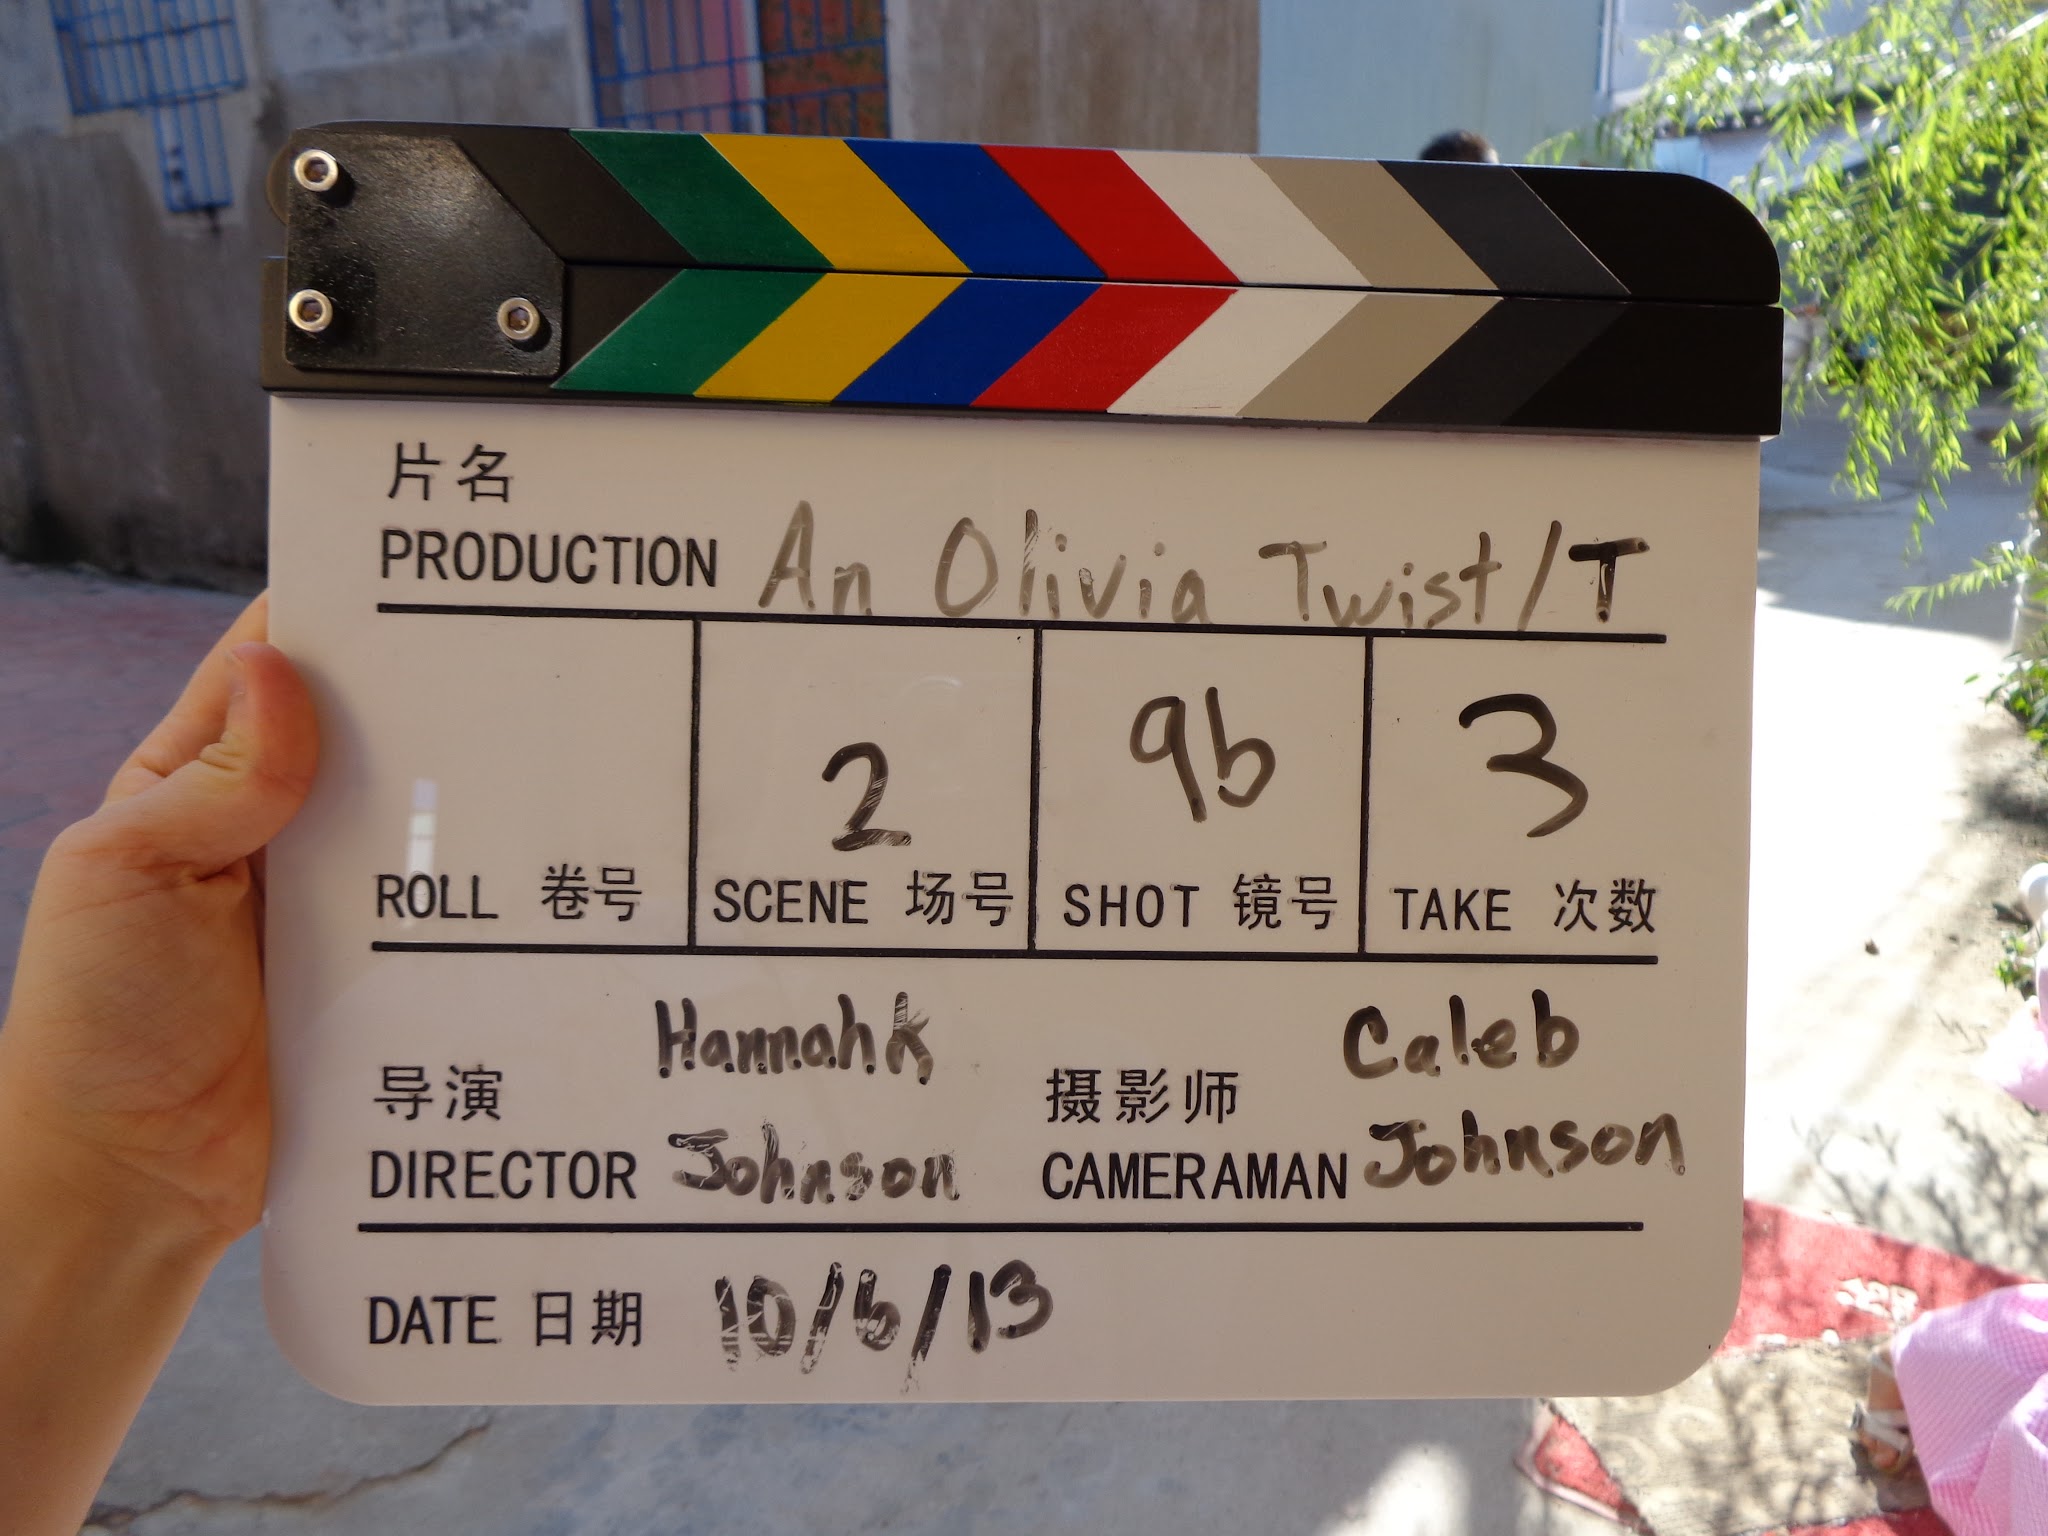 片名
PRODUCTION An Olivia Twist/T
2 9b 3
ROLL 卷号 SCENE 场号 SHOT 镜号 TAKE 次数
HannahK Caleb
导演 摄影师
DIRECTOR Johnson CAMERAMAN Johnson
DATE 日期 10/6/13